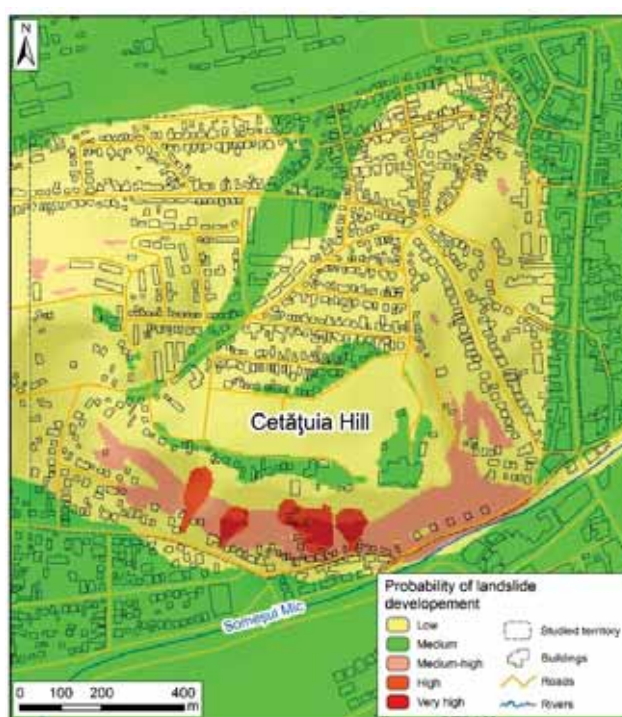 N
Cetăţuia Hill
Someşul Mic
Probability of landslide
developement
Low
Medium
Medium-high
High
Very high
Studied territory
Buildings
Roads
Rivers
0 100 200 400
m